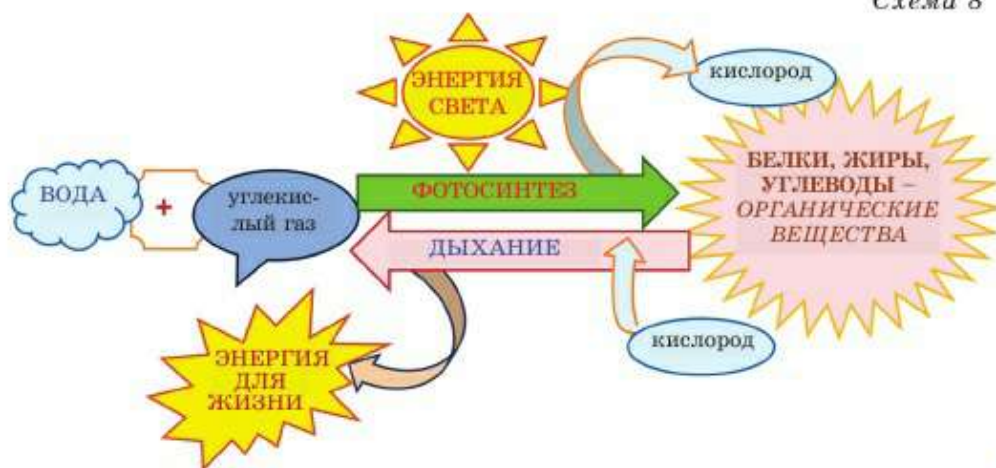 Схема 8
ЭНЕРГИЯ
СВЕТА
кислород
ВОДА
+
углекис-
лый газ
ФОТОСИНТЕЗ
БЕЛКИ, ЖИРЫ,
УГЛЕВОДЫ –
ОРГАНИЧЕСКИЕ
ВЕЩЕСТВА
ДЫХАНИЕ
кислород
ЭНЕРГИЯ
ДЛЯ
ЖИЗНИ